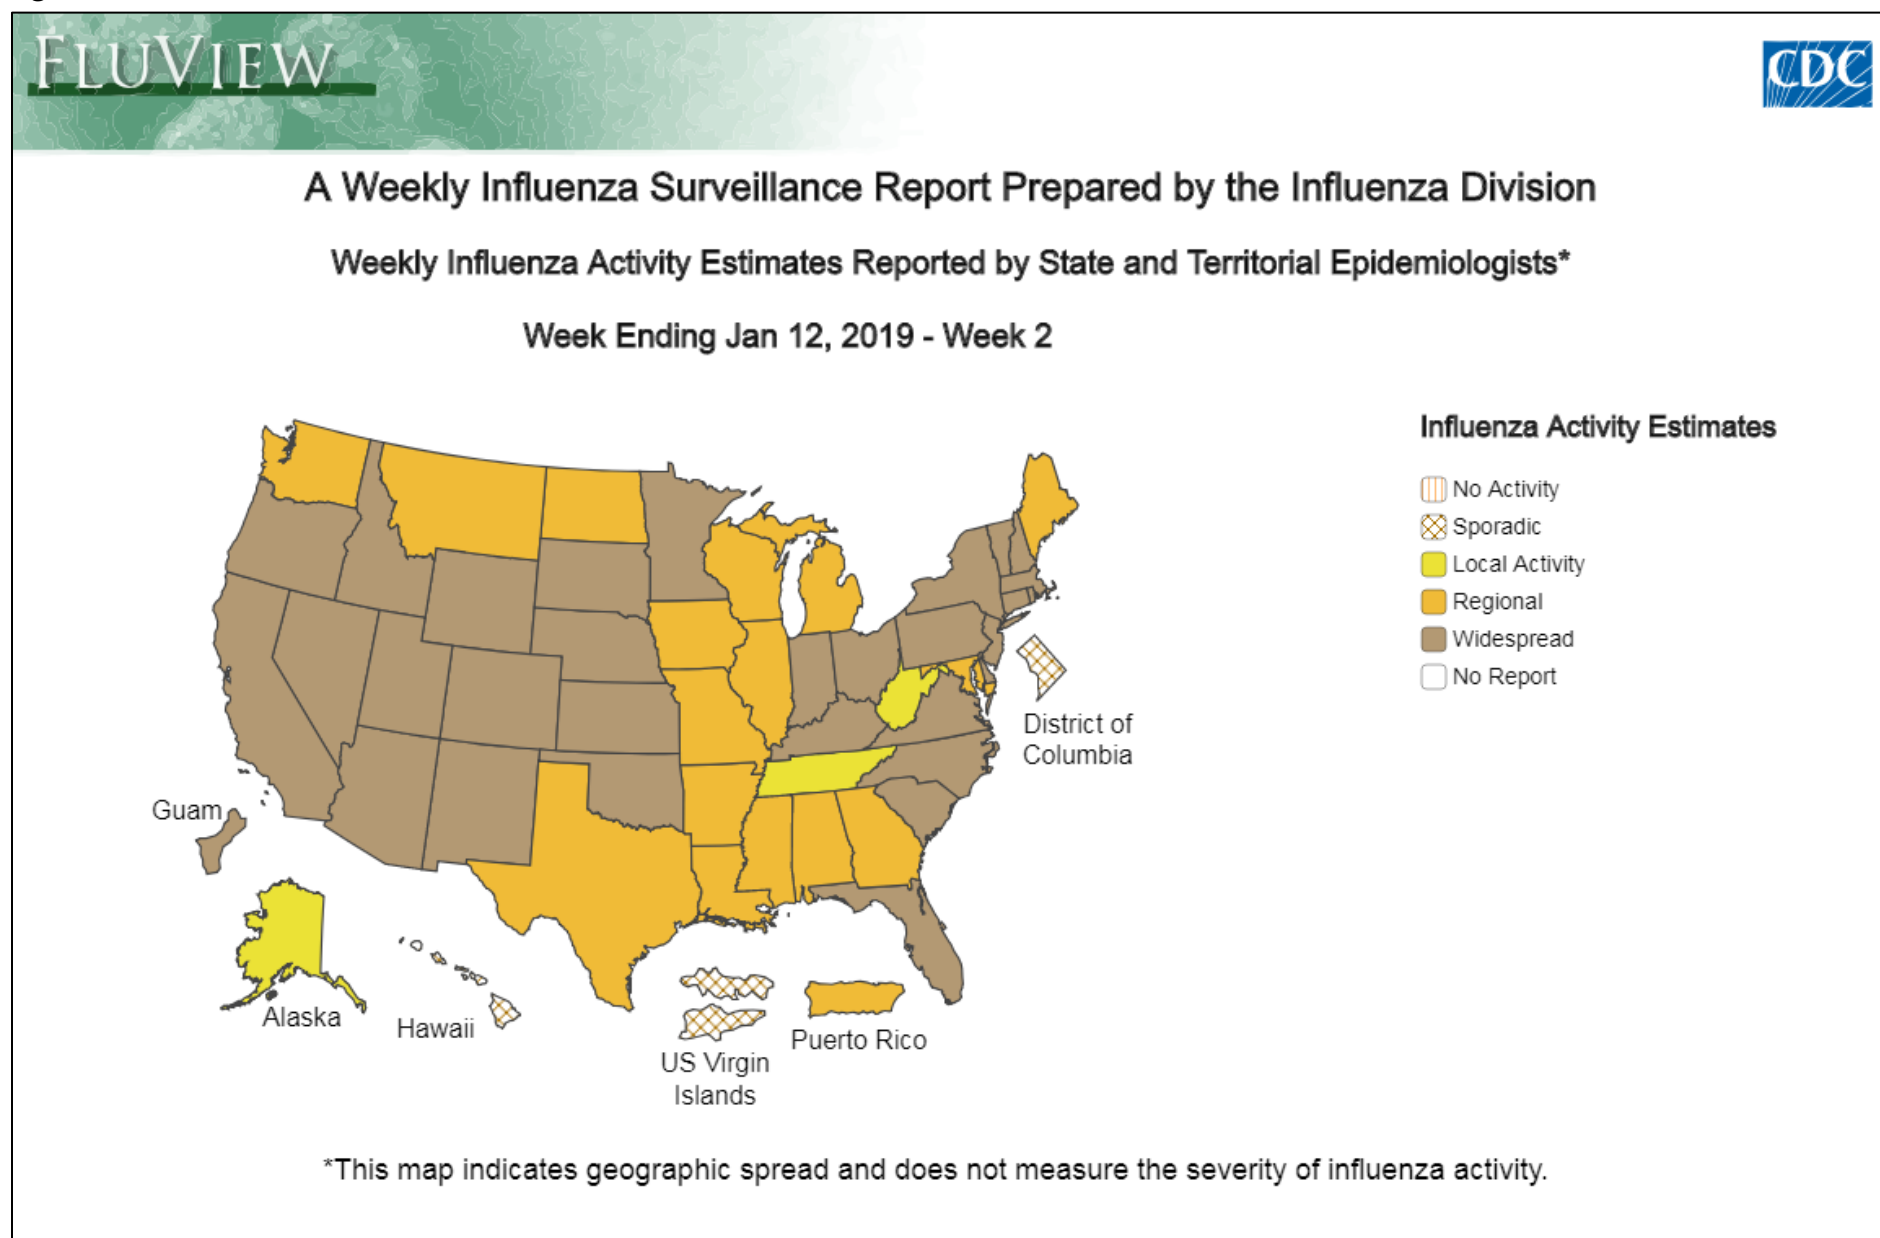 FLUVIEW
CDC
A Weekly Influenza Surveillance Report Prepared by the Influenza Division
Weekly Influenza Activity Estimates Reported by State and Territorial Epidemiologists*
Week Ending Jan 12, 2019 - Week 2
Influenza Activity Estimates
No Activity
Sporadic
Local Activity
Regional
Widespread
No Report
District of
Columbia
Guam
Alaska
Hawaii
US Virgin
Islands
Puerto Rico
*This map indicates geographic spread and does not measure the severity of influenza activity.